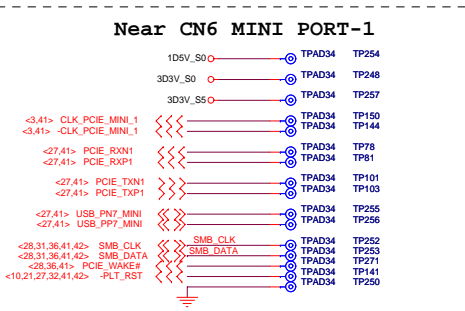 Near CN6 MINI PORT-1
1D5V_S0 TPAD34 TP254
3D3V_S0 TPAD34 TP248
3D3V_S5 TPAD34 TP257
<3,41> CLK_PCIE_MINI_1 TPAD34 TP150
<3,41> -CLK_PCIE_MINI_1 TPAD34 TP144
<27,41> PCIE_RXN1 TPAD34 TP78
<27,41> PCIE_RXP1 TPAD34 TP81
<27,41> PCIE_TXN1 TPAD34 TP101
<27,41> PCIE_TXP1 TPAD34 TP103
<27,41> USB_PN7_MINI TPAD34 TP255
<27,41> USB_PP7_MINI TPAD34 TP256
<28,31,36,41,42> SMB_CLK SMB_CLK TPAD34 TP252
<28,31,36,41,42> SMB_DATA SMB_DATA TPAD34 TP253
<28,36,41> PCIE_WAKE# TPAD34 TP271
<10,21,27,32,41,42> -PLT_RST TPAD34 TP141
TPAD34 TP250